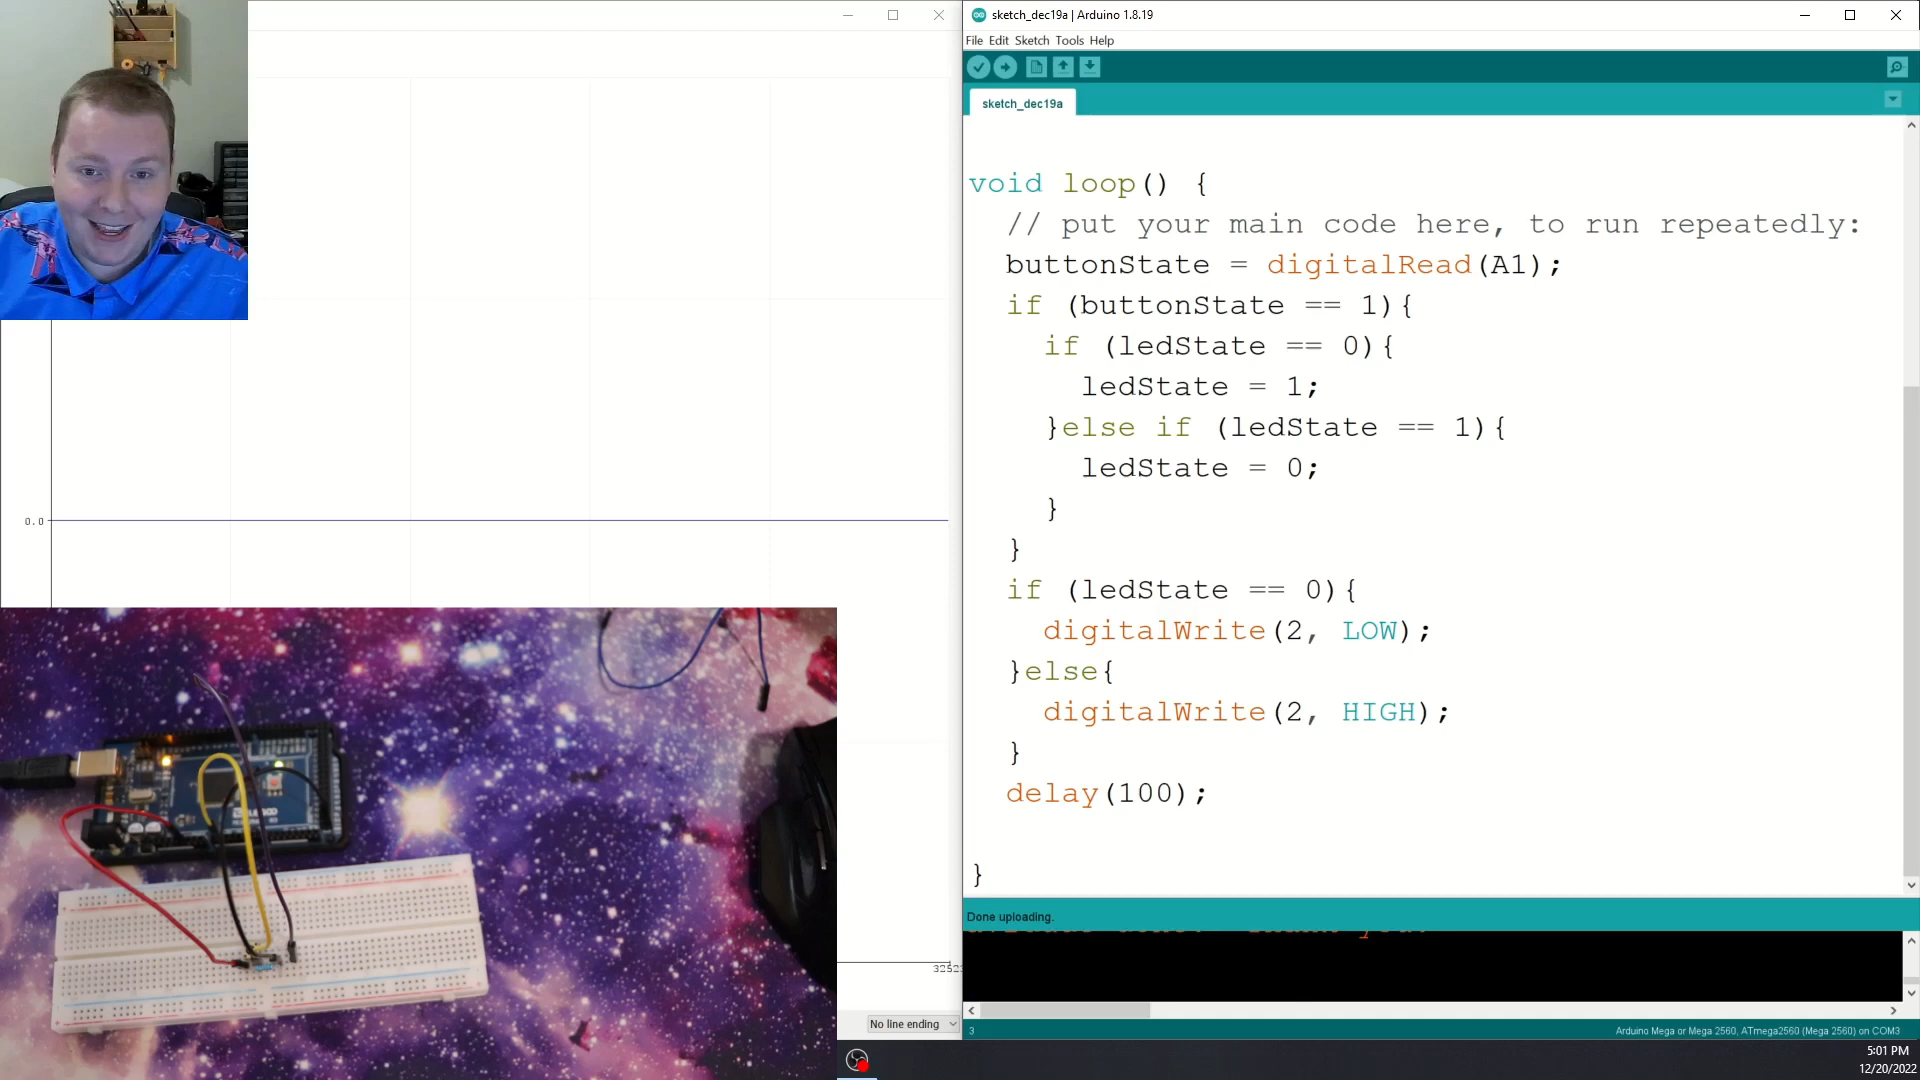 sketch_dec19a | Arduino 1.8.19
File Edit Sketch Tools Help
sketch_dec19a
void loop() {
// put your main code here, to run repeatedly:
buttonState = digitalRead(A1);
if (buttonState == 1){
if (ledState == 0){
ledState = 1;
}else if (ledState == 1){
ledState = 0;
}
}
if (ledState == 0){
digitalWrite(2, LOW);
}else{
digitalWrite(2, HIGH);
}
delay(100);
}
Done uploading.
0.0
No line ending
3
Arduino Mega or Mega 2560, ATmega2560 (Mega 2560) on COM3
5:01 PM
12/20/2022